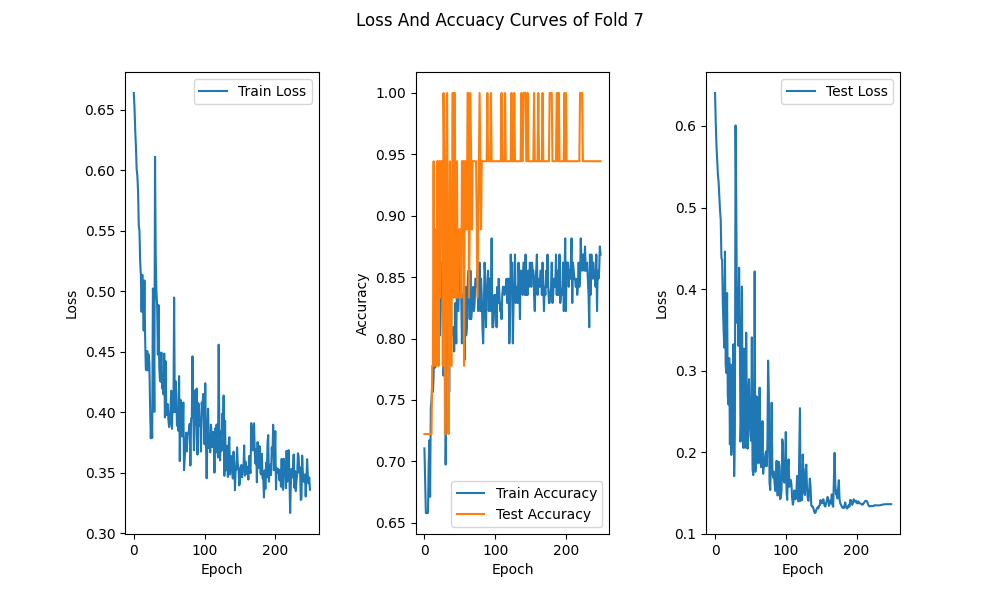 Loss And Accuacy Curves of Fold 7
Train Loss
0.65
0.60
0.55
0.50
0.45
0.40
0.35
0.30
Loss
0
100
200
Epoch
1.00
0.95
0.90
0.85
0.80
0.75
0.70
0.65
Accuracy
Train Accuracy
Test Accuracy
0
100
200
Epoch
Test Loss
0.6
0.5
0.4
0.3
0.2
0.1
Loss
0
100
200
Epoch